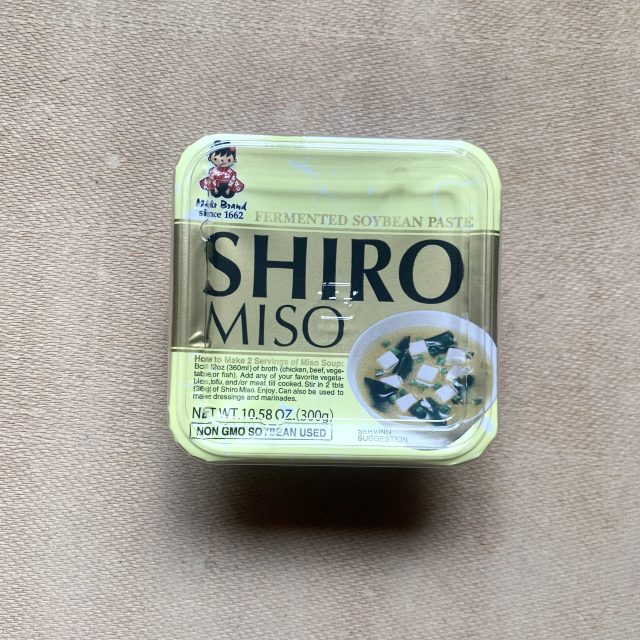 Miko Brand
since 1662
FERMENTED SOYBEAN PASTE
SHIRO
MISO
How to Make 2 Servings of Miso Soup:
Boil 12oz (360ml) of broth (chicken, beef, vege-
table, or fish). Add any of your favorite vegeta-
bles, tofu, and/or meat till cooked. Stir in 2 tbls
(36g) of Shiro Miso. Enjoy. Can also be used to
make dressings and marinades.
NET WT. 10.58 OZ. (300g)
NON GMO SOYBEAN USED
SERVING
SUGGESTION